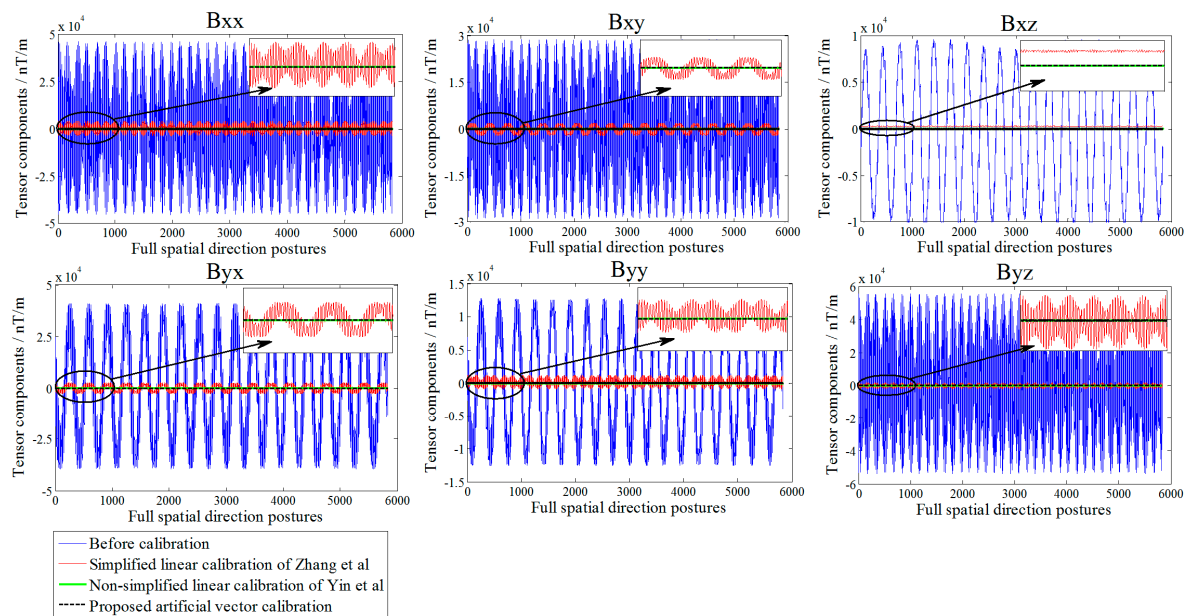 Bxx
x 10^4
5
2.5
0
-2.5
5
0 1000 2000 3000 4000 5000 6000
Tensor components / nT/m
Full spatial direction postures
Bxy
x 10^4
3
1.5
0
-1.5
-3
0 1000 2000 3000 4000 5000 6000
Tensor components / nT/m
Full spatial direction postures
Bxz
x 10^4
1
0.5
0
-0.5
-1
0 1000 2000 3000 4000 5000 6000
Tensor components / nT/m
Full spatial direction postures
Byx
x 10^4
5
2.5
0
-2.5
-5
0 1000 2000 3000 4000 5000 6000
Tensor components / nT/m
Full spatial direction postures
Byy
x 10^4
1.5
1.0
0.5
0
-0.5
-1.0
-1.5
0 1000 2000 3000 4000 5000 6000
Tensor components / nT/m
Full spatial direction postures
Byz
x 10^4
6
4
2
0
-2
-4
-6
0 1000 2000 3000 4000 5000 6000
Tensor components / nT/m
Full spatial direction postures
Before calibration
Simplified linear calibration of Zhang et al
Non-simplified linear calibration of Yin et al
Proposed artificial vector calibration